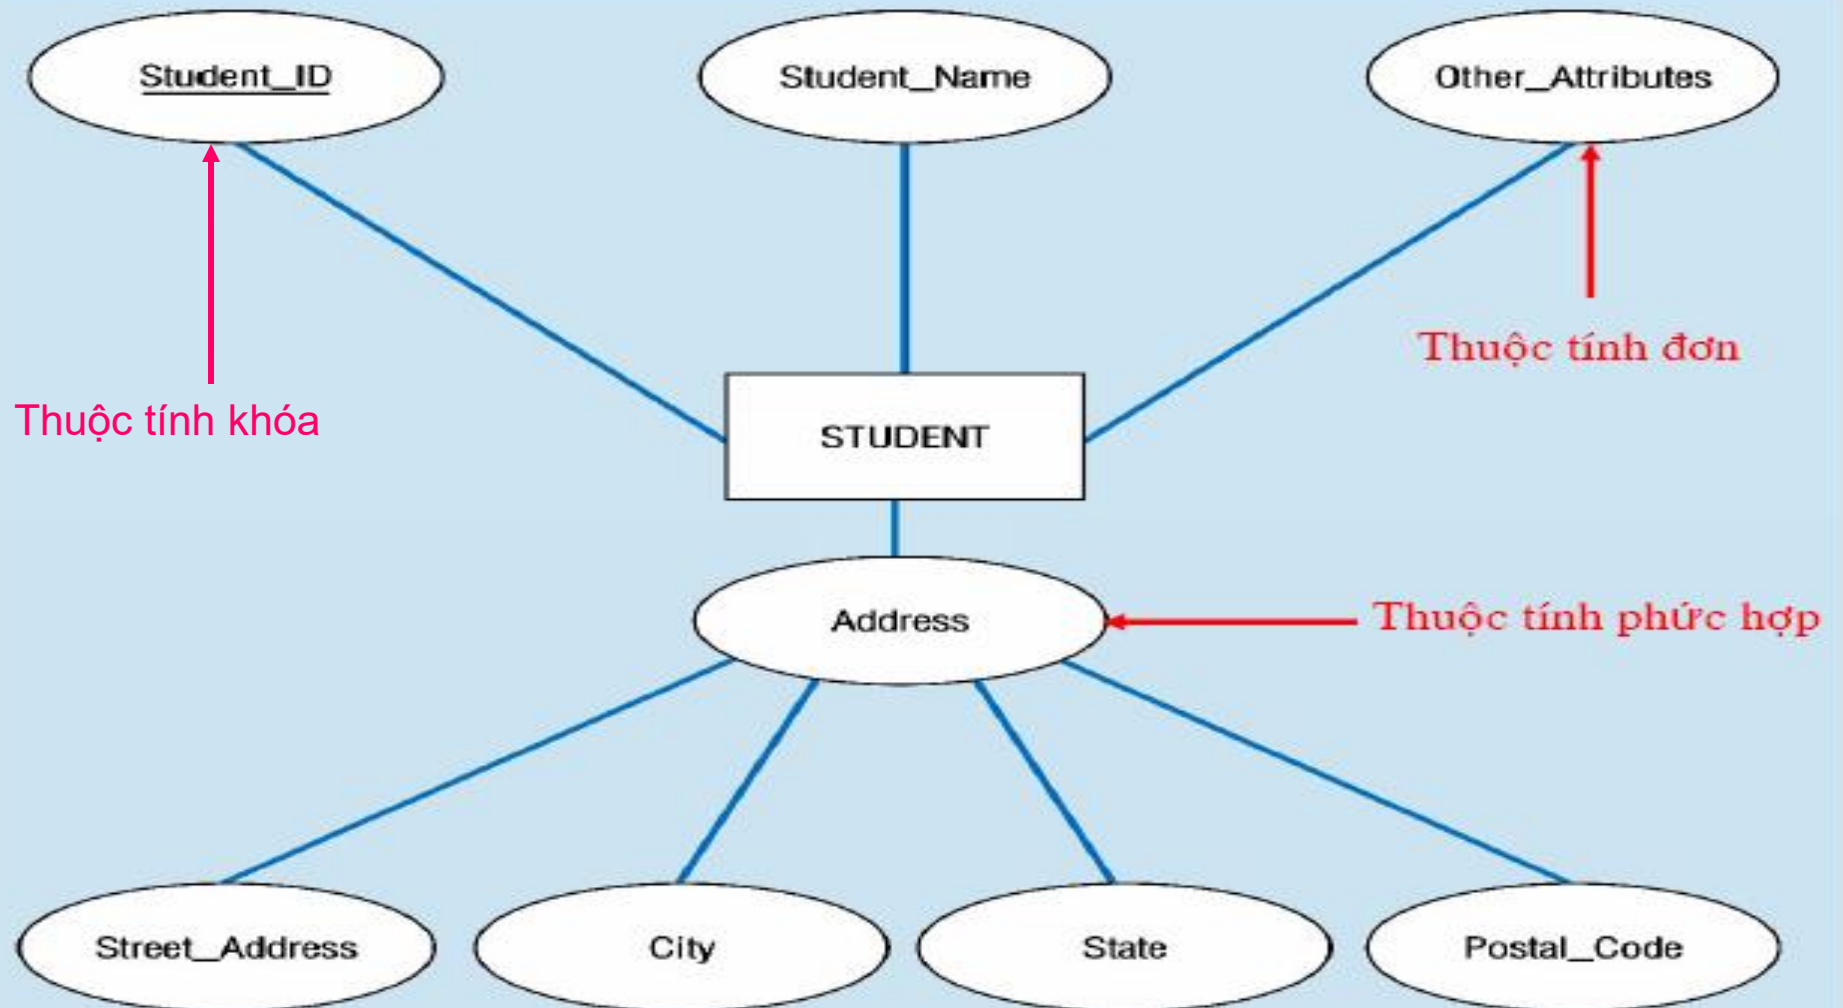 Student_ID
Student_Name
Other_Attributes
Thuộc tính đơn
Thuộc tính khóa
STUDENT
Address
Thuộc tính phức hợp
Street_Address
City
State
Postal_Code